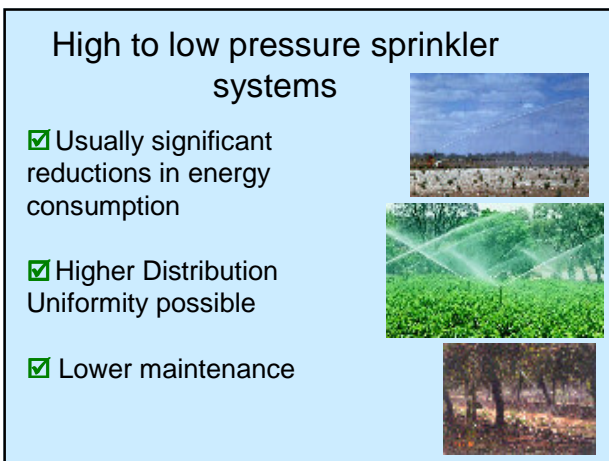 High to low pressure sprinkler
systems
☑ Usually significant
reductions in energy
consumption
☑ Higher Distribution
Uniformity possible
☑ Lower maintenance